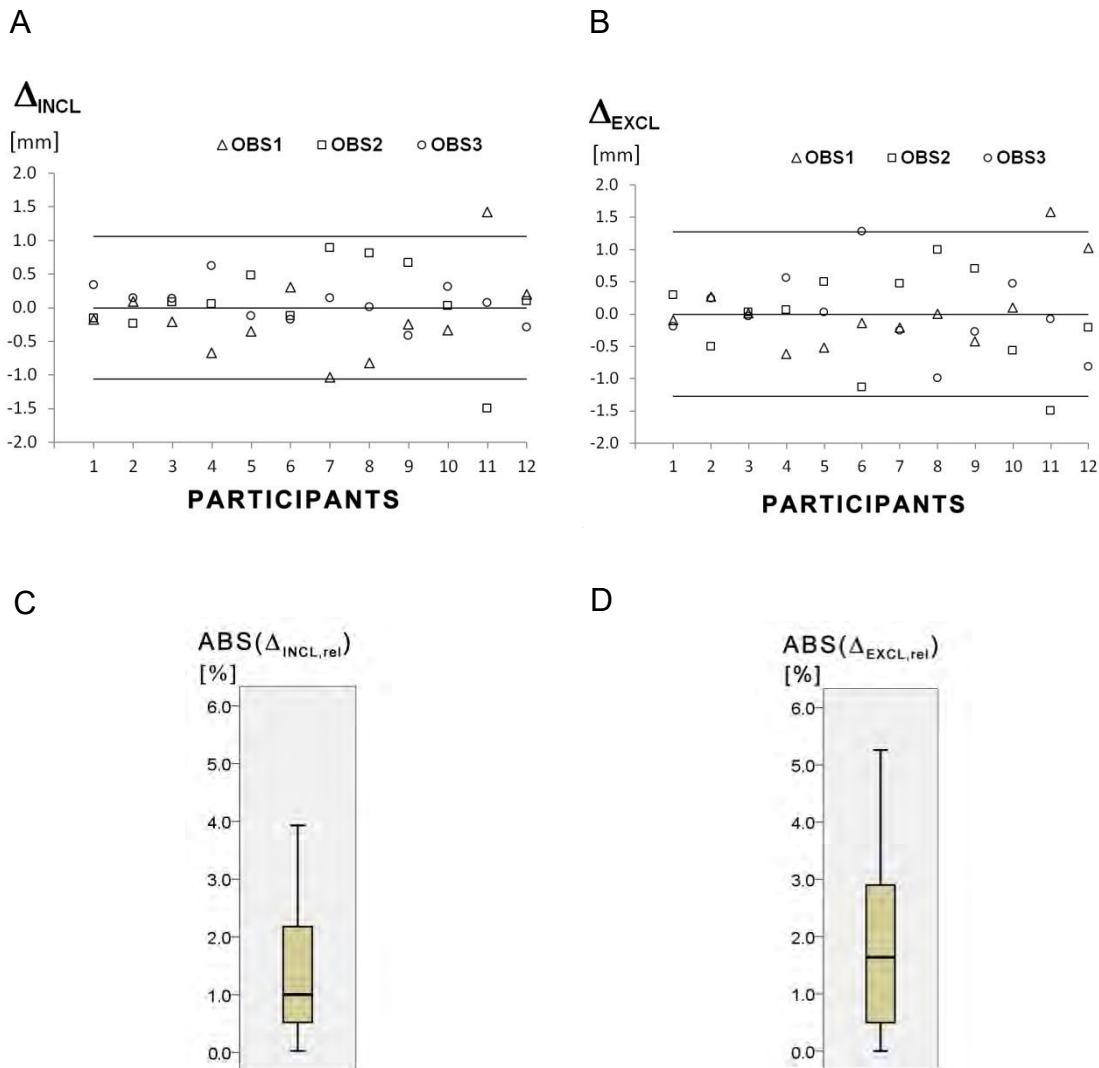 A
ΔINCL
[mm]
△ OBS1 □ OBS2 ○ OBS3
2.0
1.5
1.0
0.5
0.0
-0.5
-1.0
-1.5
-2.0
1 2 3 4 5 6 7 8 9 10 11 12
PARTICIPANTS
B
ΔEXCL
[mm]
△ OBS1 □ OBS2 ○ OBS3
2.0
1.5
1.0
0.5
0.0
-0.5
-1.0
-1.5
-2.0
1 2 3 4 5 6 7 8 9 10 11 12
PARTICIPANTS
C
ABS(ΔINCL,rel)
[%]
6.0
5.0
4.0
3.0
2.0
1.0
0.0
D
ABS(ΔEXCL,rel)
[%]
6.0
5.0
4.0
3.0
2.0
1.0
0.0